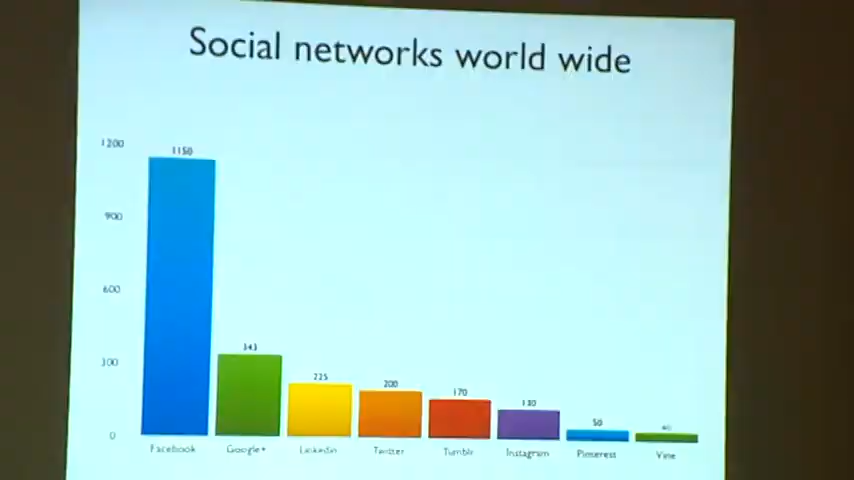 Social networks world wide
1200
900
600
300
0
1150
343
225
200
170
50
Facebook
Google+
Linkedin
Twitter
Tumblr
Instagram
Pinterest
Vine